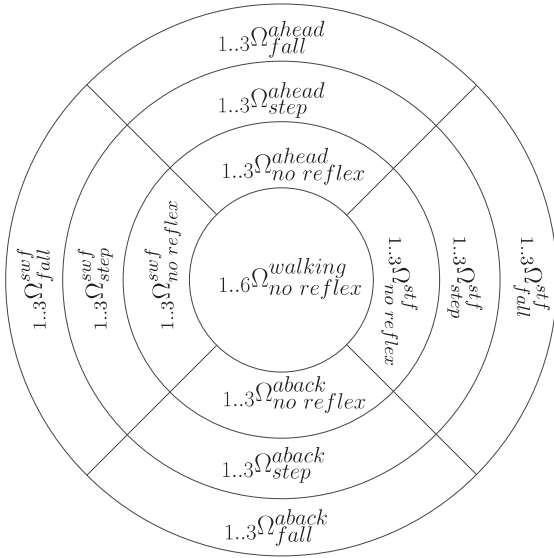 1..3Ω^{ahead}_{fall}
1..3Ω^{ahead}_{step}
1..3Ω^{ahead}_{no reflex}
1..3Ω^{swf}_{fall}
1..3Ω^{swf}_{step}
1..3Ω^{swf}_{no reflex}
1..6Ω^{walking}_{no reflex}
1..3Ω^{stf}_{no reflex}
1..3Ω^{stf}_{step}
1..3Ω^{stf}_{fall}
1..3Ω^{aback}_{no reflex}
1..3Ω^{aback}_{step}
1..3Ω^{aback}_{fall}